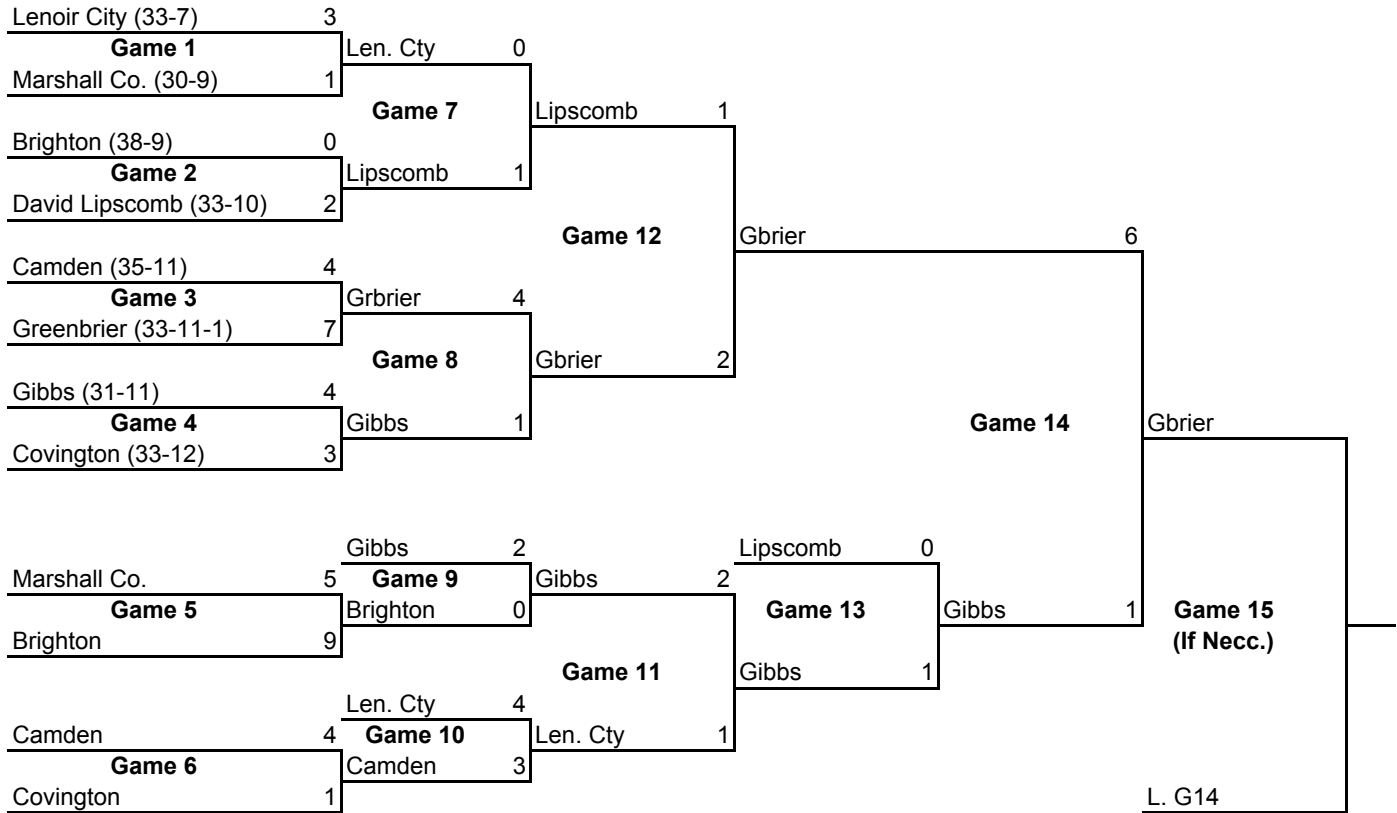 Lenoir City (33-7) 3
Game 1
Marshall Co. (30-9) 1
Len. Cty 0
Game 7
Lipscomb 1
Brighton (38-9) 0
Game 2
David Lipscomb (33-10) 2
Lipscomb 1
Game 12
Gbrier 6
Camden (35-11) 4
Game 3
Greenbrier (33-11-1) 7
Grbrier 4
Game 8
Gbrier 2
Gibbs (31-11) 4
Game 4
Covington (33-12) 3
Gibbs 1
Game 14
Gbrier
Gibbs 2
Game 9
Brighton 0
Marshall Co. 5
Game 5
Brighton 9
Gibbs 2
Game 11
Len. Cty 1
Lipscomb 0
Game 13
Gibbs 1
Gibbs 1
Game 15
(If Necc.)
Len. Cty 4
Game 10
Camden 3
Camden 4
Game 6
Covington 1
L. G14